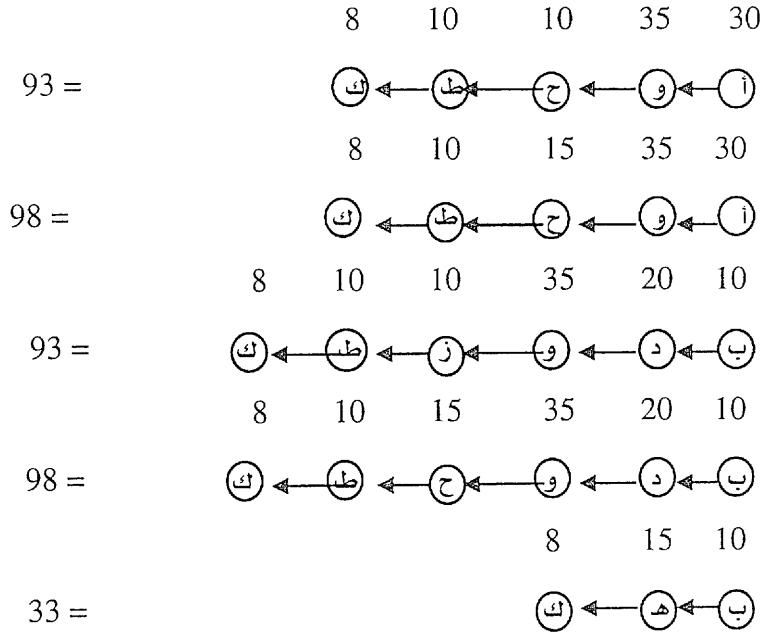 30 35 10 10 8
أ و ح ط ك = 93
30 35 15 10 8
أ و ح ط ك = 98
10 20 35 10 10 8
ب د و ز ط ك = 93
10 20 35 15 10 8
ب د و ح ط ك = 98
10 15 8
ب هـ ك = 33